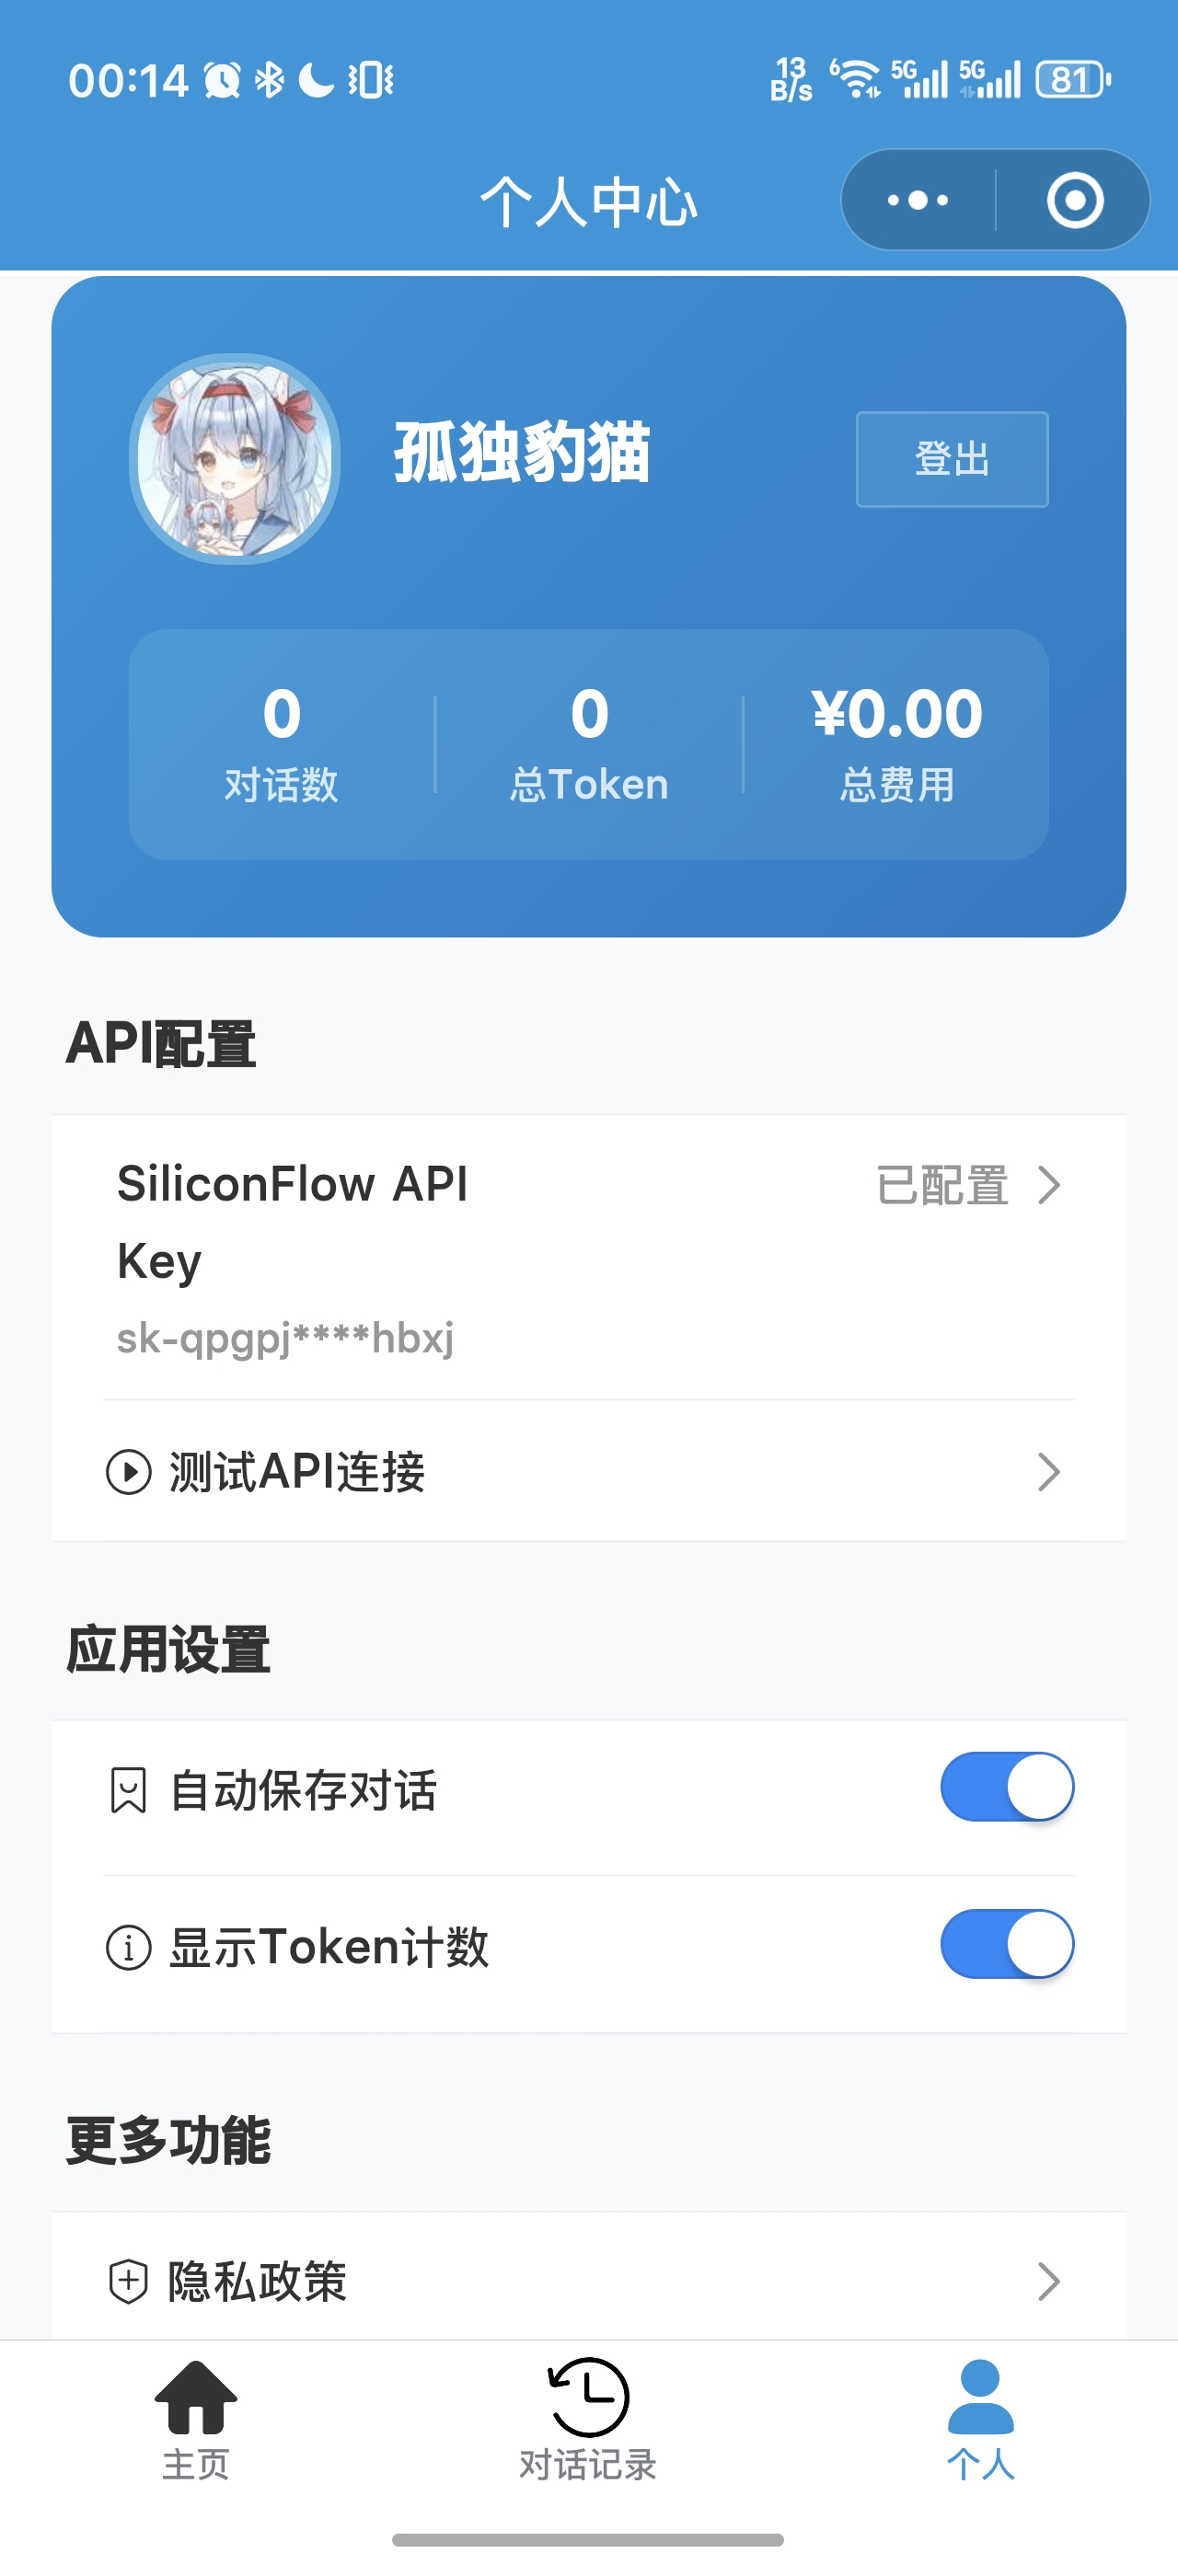 00:14
13 B/s
6
5G
5G
81
个人中心
孤独豹猫
登出
0
0
¥0.00
对话数
总Token
总费用
API配置
SiliconFlow API
已配置
Key
sk-qpgpj****hbxj
测试API连接
应用设置
自动保存对话
显示Token计数
更多功能
隐私政策
主页
对话记录
个人